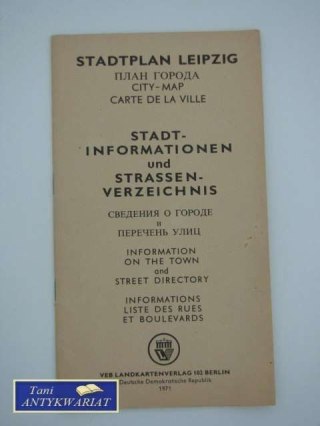 STADTPLAN LEIPZIG
ПЛАН ГОРОДА
CITY-MAP
CARTE DE LA VILLE
STADT-
INFORMATIONEN
und
STRASSEN-
VERZEICHNIS
СВЕДЕНИЯ О ГОРОДЕ
и
ПЕРЕЧЕНЬ УЛИЦ
INFORMATION
ON THE TOWN
and
STREET DIRECTORY
INFORMATIONS
LISTE DES RUES
ET BOULEVARDS
VEB LANDKARTENVERLAG 102 BERLIN
Deutsche Demokratische Republik
1971
Tani
ANTYKWARIAT